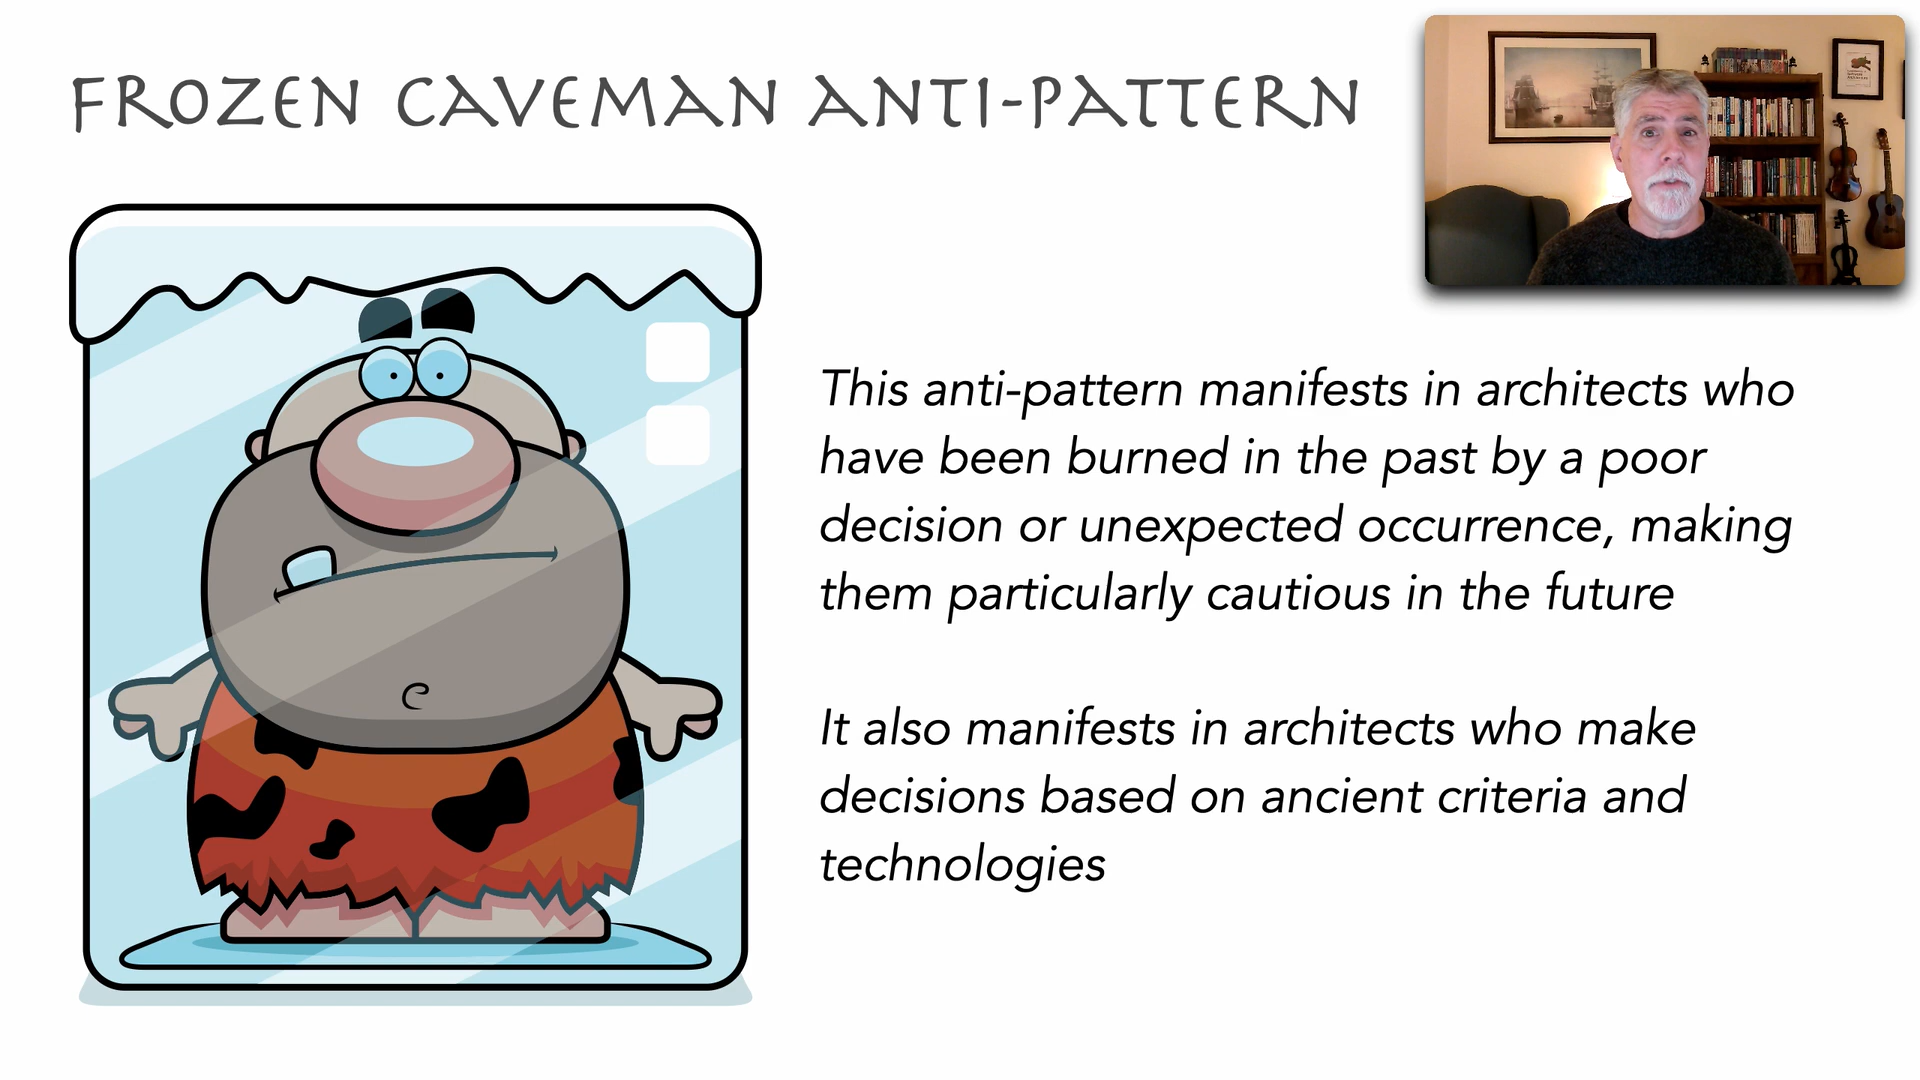 FROZEN CAVEMAN ANTI-PATTERN
This anti-pattern manifests in architects who
have been burned in the past by a poor
decision or unexpected occurrence, making
them particularly cautious in the future
It also manifests in architects who make
decisions based on ancient criteria and
technologies